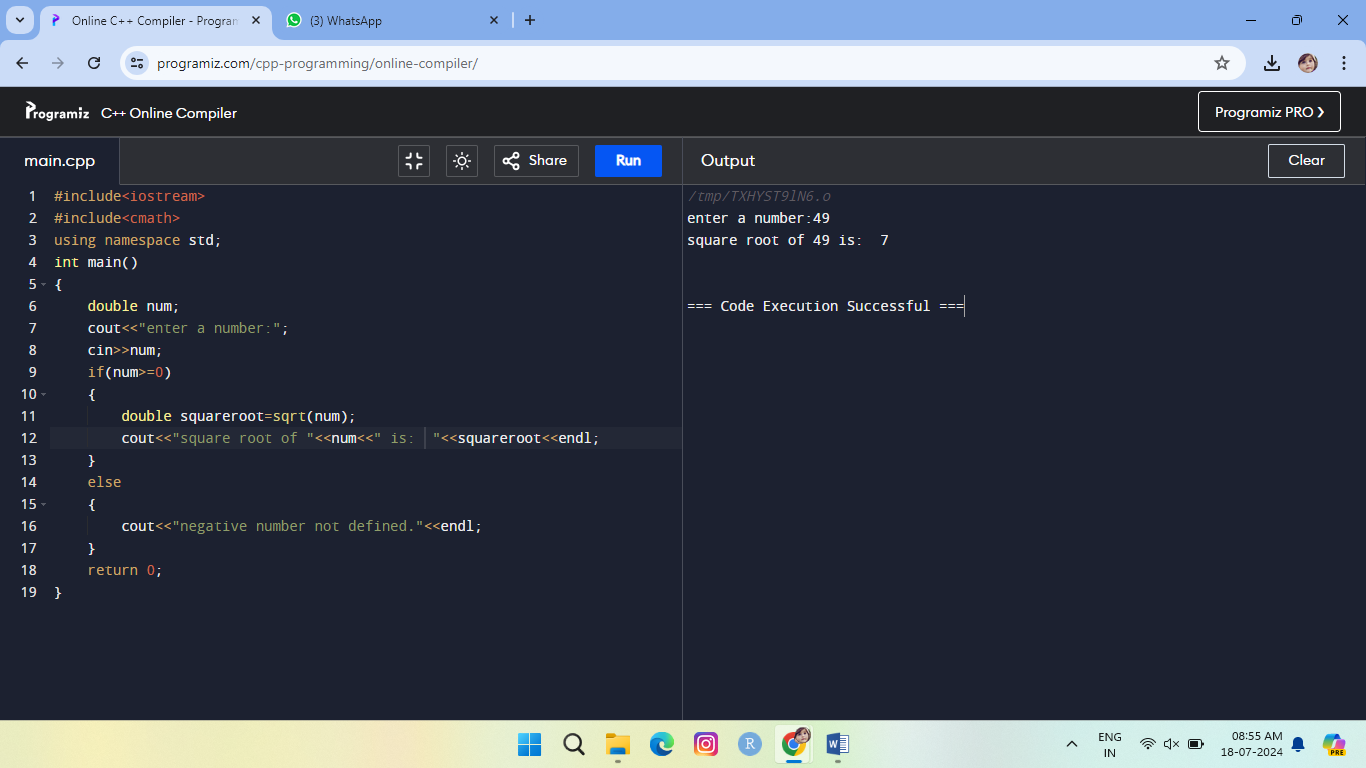 Online C++ Compiler - Program
(3) WhatsApp
programiz.com/cpp-programming/online-compiler/
Programiz C++ Online Compiler
Programiz PRO ›
main.cpp
Share
Run
Output
Clear
1 #include<iostream>
2 #include<cmath>
3 using namespace std;
4 int main()
5 {
6     double num;
7     cout<<"enter a number:";
8     cin>>num;
9     if(num>=0)
10     {
11         double squareroot=sqrt(num);
12         cout<<"square root of "<<num<<" is:  "<<squareroot<<endl;
13     }
14     else
15     {
16         cout<<"negative number not defined."<<endl;
17     }
18     return 0;
19 }
/tmp/TXHYST9lN6.o
enter a number:49
square root of 49 is:  7
=== Code Execution Successful ===
R
W
ENG
IN
08:55 AM
18-07-2024
PRE